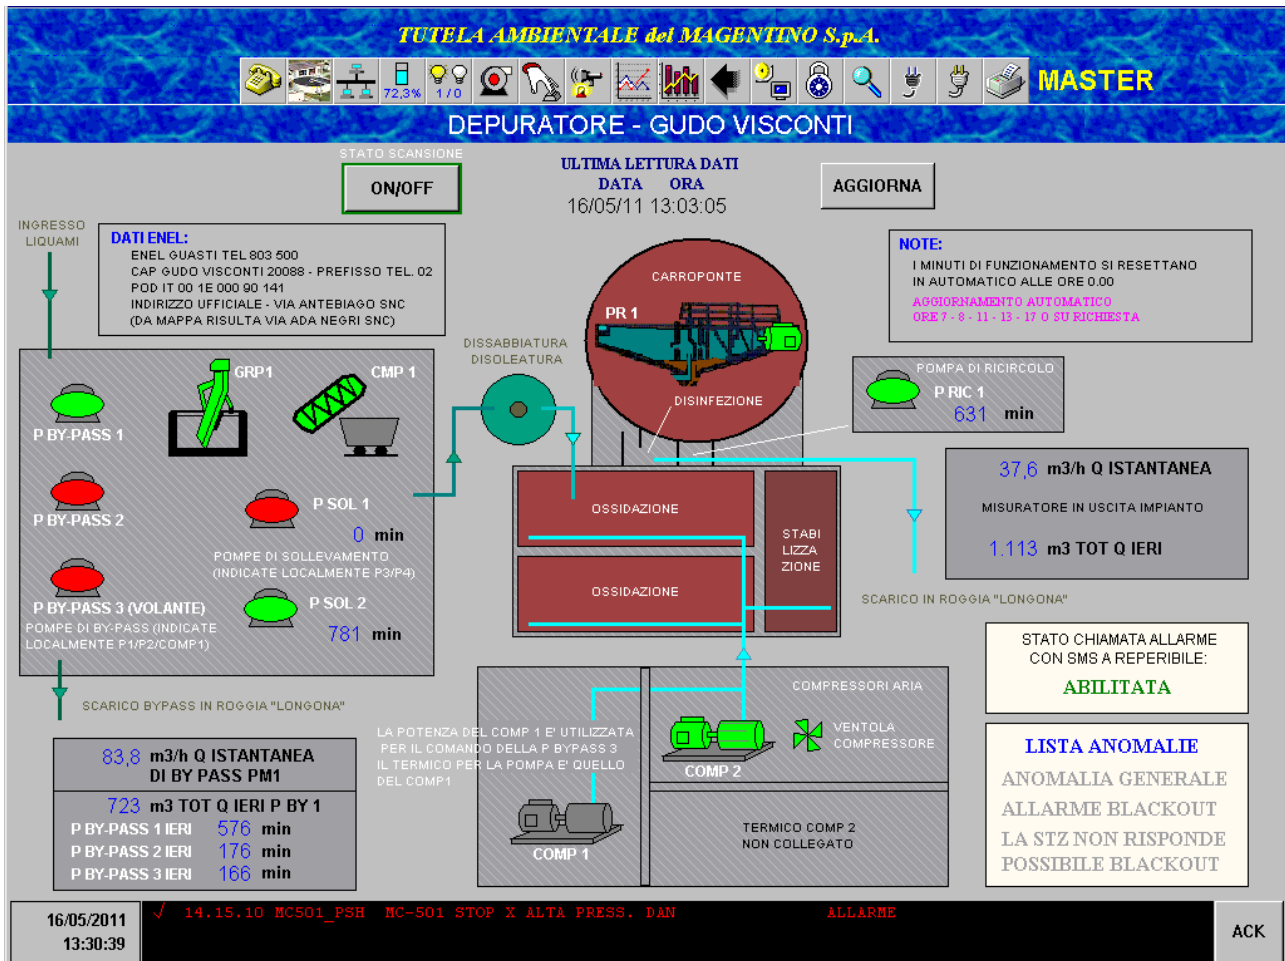 TUTELA AMBIENTALE del MAGENTINO S.p.A.
72,3%
1 / 0
MASTER
DEPURATORE - GUDO VISCONTI
STATO SCANSIONE
ON/OFF
ULTIMA LETTURA DATI
DATA ORA
16/05/11 13:03:05
AGGIORNA
INGRESSO
LIQUAMI
DATI ENEL:
ENEL GUASTI TEL 803 500
CAP GUDO VISCONTI 20088 - PREFISSO TEL. 02
POD IT 00 1E 000 90 141
INDIRIZZO UFFICIALE - VIA ANTEBIAGO SNC
(DA MAPPA RISULTA VIA ADA NEGRI SNC)
NOTE:
I MINUTI DI FUNZIONAMENTO SI RESETTANO
IN AUTOMATICO ALLE ORE 0.00
AGGIORNAMENTO AUTOMATICO
ORE 7 - 8 - 11 - 13 - 17 O SU RICHIESTA
CARROPONTE
PR 1
DISINFEZIONE
DISSABBIATURA
DISOLEATURA
GRP1
CMP 1
P BY-PASS 1
P BY-PASS 2
P SOL 1
0 min
POMPE DI SOLLEVAMENTO
(INDICATE LOCALMENTE P3/P4)
P BY-PASS 3 (VOLANTE)
POMPE DI BY-PASS (INDICATE
LOCALMENTE P1/P2/COMP1)
P SOL 2
781 min
POMPA DI RICIRCOLO
P RIC 1
631 min
37,6 m3/h Q ISTANTANEA
MISURATORE IN USCITA IMPIANTO
1.113 m3 TOT Q IERI
OSSIDAZIONE
OSSIDAZIONE
STABI
LIZZA
ZIONE
SCARICO IN ROGGIA "LONGONA"
STATO CHIAMATA ALLARME
CON SMS A REPERIBILE:
ABILITATA
SCARICO BYPASS IN ROGGIA "LONGONA"
83,8 m3/h Q ISTANTANEA
DI BY PASS PM1
723 m3 TOT Q IERI P BY 1
P BY-PASS 1 IERI 576 min
P BY-PASS 2 IERI 176 min
P BY-PASS 3 IERI 166 min
COMPRESSORI ARIA
LA POTENZA DEL COMP 1 E' UTILIZZATA
PER IL COMANDO DELLA P BYPASS 3
IL TERMICO PER LA POMPA E' QUELLO
DEL COMP1
VENTOLA
COMPRESSORE
COMP 2
COMP 1
TERMICO COMP 2
NON COLLEGATO
LISTA ANOMALIE
ANOMALIA GENERALE
ALLARME BLACKOUT
LA STZ NON RISPONDE
POSSIBILE BLACKOUT
16/05/2011
13:30:39
√ 14.15.10 MC501_PSH MC-501 STOP X ALTA PRESS. DAN ALLARME
ACK